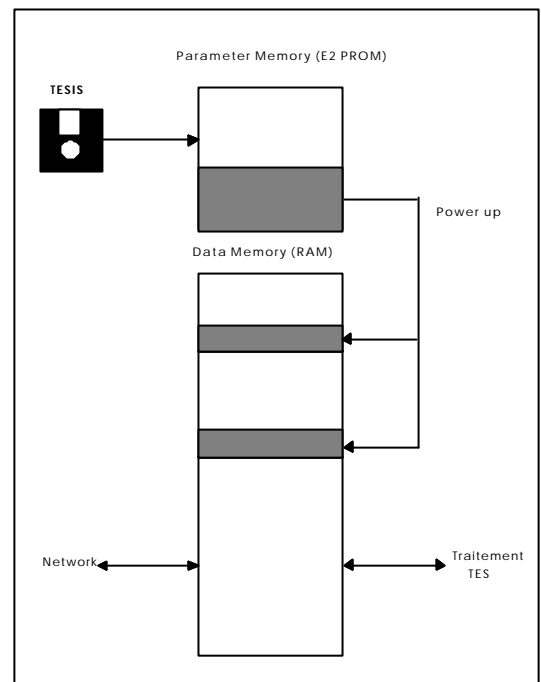 Parameter Memory (E2 PROM)
TESIS
Power up
Data Memory (RAM)
Network
Traitement
TES